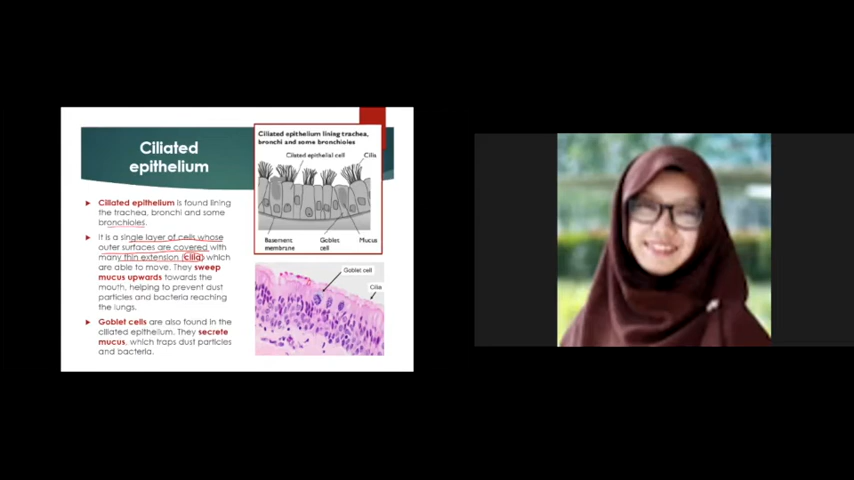 Ciliated
epithelium
Ciliated epithelium is found lining
the trachea, bronchi and some
bronchioles.
It is a single layer of cells whose
outer surfaces are covered with
many thin extension (cilia) which
are able to move. They sweep
mucus upwards towards the
mouth, helping to prevent dust
particles and bacteria reaching
the lungs.
Goblet cells are also found in the
ciliated epithelium. They secrete
mucus, which traps dust particles
and bacteria.
Ciliated epithelium lining trachea,
bronchi and some bronchioles
Ciliated epithelial cell
Cilia
Basement
membrane
Goblet
cell
Mucus
Goblet cell
Cilia